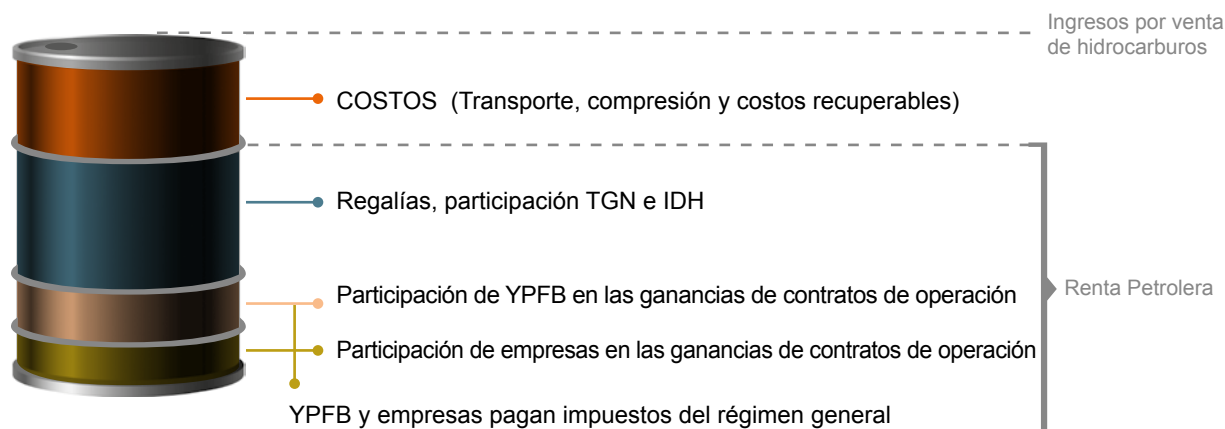 Ingresos por venta
de hidrocarburos
COSTOS (Transporte, compresión y costos recuperables)
Regalías, participación TGN e IDH
Participación de YPFB en las ganancias de contratos de operación
Renta Petrolera
Participación de empresas en las ganancias de contratos de operación
YPFB y empresas pagan impuestos del régimen general